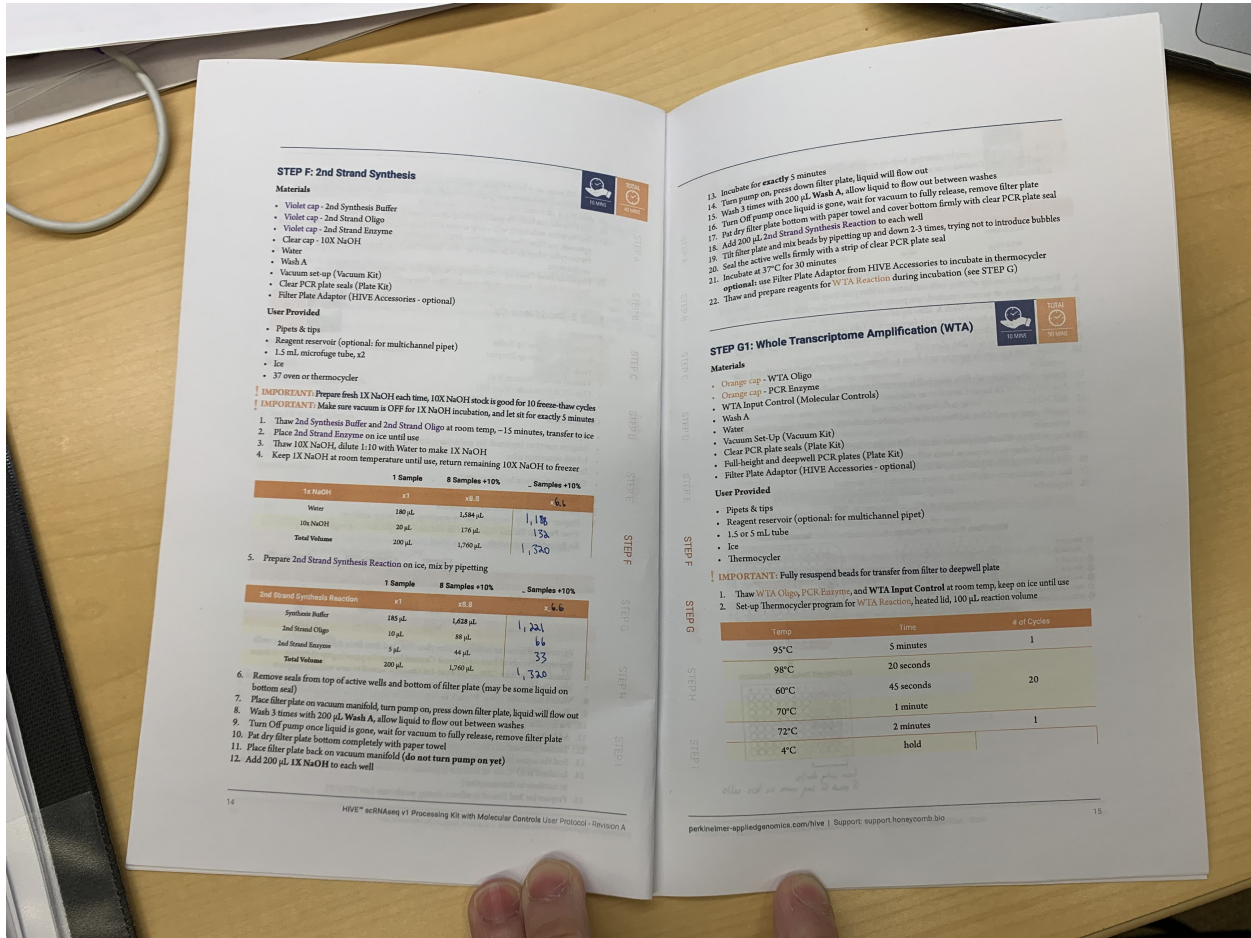 STEP F: 2nd Strand Synthesis
10 MINS
TOTAL
Materials
• Violet cap - 2nd Synthesis Buffer
• Violet cap - 2nd Strand Oligo
• Violet cap - 2nd Strand Enzyme
• Clear cap - 10X NaOH
• Water
• Wash A
• Vacuum set-up (Vacuum Kit)
• Clear PCR plate seals (Plate Kit)
• Filter Plate Adaptor (HIVE Accessories - optional)
User Provided
• Pipets & tips
• Reagent reservoir (optional: for multichannel pipet)
• 1.5 mL microfuge tube, x2
• Ice
• 37 oven or thermocycler
! IMPORTANT: Prepare fresh 1X NaOH each time, 10X NaOH stock is good for 10 freeze-thaw cycles
! IMPORTANT: Make sure vacuum is OFF for 1X NaOH incubation, and let sit for exactly 5 minutes
1. Thaw 2nd Synthesis Buffer and 2nd Strand Oligo at room temp, ~15 minutes, transfer to ice
2. Place 2nd Strand Enzyme on ice until use
3. Thaw 10X NaOH, dilute 1:10 with Water to make 1X NaOH
4. Keep 1X NaOH at room temperature until use, return remaining 10X NaOH to freezer
1 Sample 8 Samples +10% _ Samples +10%
1x NaOH x1 x8.8 x6.6
Water 180 µL 1,584 µL 1,188
10x NaOH 20 µL 176 µL 132
Total Volume 200 µL 1,760 µL 1,320
5. Prepare 2nd Strand Synthesis Reaction on ice, mix by pipetting
1 Sample 8 Samples +10% _ Samples +10%
2nd Strand Synthesis Reaction x1 x8.8 x6.6
Synthesis Buffer 185 µL 1,628 µL 1,221
2nd Strand Oligo 10 µL 88 µL 66
2nd Strand Enzyme 5 µL 44 µL 33
Total Volume 200 µL 1,760 µL 1,320
6. Remove seals from top of active wells and bottom of filter plate (may be some liquid on
bottom seal)
7. Place filter plate on vacuum manifold, turn pump on, press down filter plate, liquid will flow out
8. Wash 3 times with 200 µL Wash A, allow liquid to flow out between washes
9. Turn Off pump once liquid is gone, wait for vacuum to fully release, remove filter plate
10. Pat dry filter plate bottom completely with paper towel
11. Place filter plate back on vacuum manifold (do not turn pump on yet)
12. Add 200 µL 1X NaOH to each well
STEP F
14
HIVE™ scRNAseq v1 Processing Kit with Molecular Controls User Protocol - Revision A
13. Incubate for exactly 5 minutes
14. Turn pump on, press down filter plate, liquid will flow out
15. Wash 3 times with 200 µL Wash A, allow liquid to flow out between washes
16. Turn Off pump once liquid is gone, wait for vacuum to fully release, remove filter plate
17. Pat dry filter plate bottom with paper towel and cover bottom firmly with clear PCR plate seal
18. Add 200 µL 2nd Strand Synthesis Reaction to each well
19. Tilt filter plate and mix beads by pipetting up and down 2-3 times, trying not to introduce bubbles
20. Seal the active wells firmly with a strip of clear PCR plate seal
21. Incubate at 37°C for 30 minutes
optional: use Filter Plate Adaptor from HIVE Accessories to incubate in thermocycler
22. Thaw and prepare reagents for WTA Reaction during incubation (see STEP G)
STEP G1: Whole Transcriptome Amplification (WTA)
10 MINS
TOTAL
Materials
• Orange cap - WTA Oligo
• Orange cap - PCR Enzyme
• WTA Input Control (Molecular Controls)
• Wash A
• Water
• Vacuum Set-Up (Vacuum Kit)
• Clear PCR plate seals (Plate Kit)
• Full-height and deepwell PCR plates (Plate Kit)
• Filter Plate Adaptor (HIVE Accessories - optional)
User Provided
• Pipets & tips
• Reagent reservoir (optional: for multichannel pipet)
• 1.5 or 5 mL tube
• Ice
• Thermocycler
! IMPORTANT: Fully resuspend beads for transfer from filter to deepwell plate
1. Thaw WTA Oligo, PCR Enzyme, and WTA Input Control at room temp, keep on ice until use
2. Set-up Thermocycler program for WTA Reaction, heated lid, 100 µL reaction volume
Temp Time # of Cycles
95°C 5 minutes 1
98°C 20 seconds
60°C 45 seconds 20
70°C 1 minute
72°C 2 minutes 1
4°C hold
STEP F
STEP G
perkinelmer-appliedgenomics.com/hive | Support: support.honeycomb.bio
15